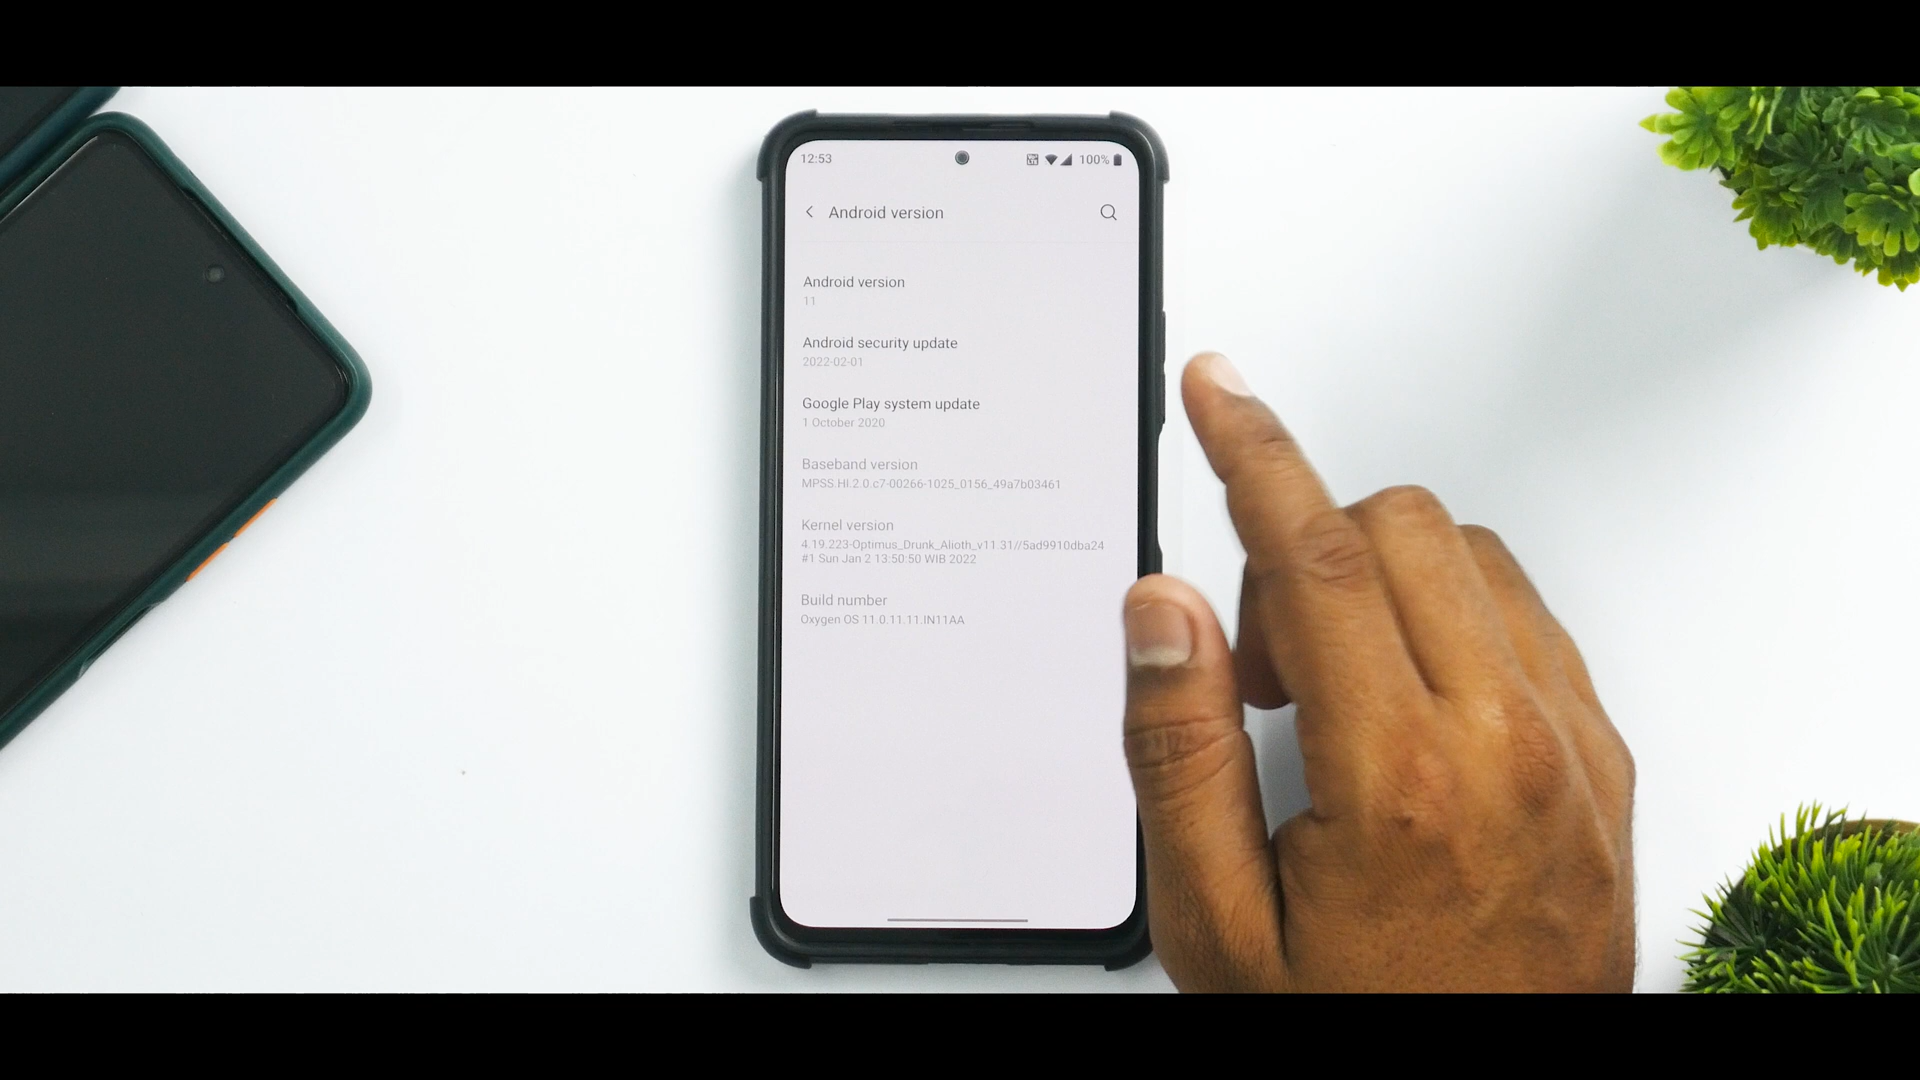 12:53
100%
Android version
Android version
11
Android security update
2022-02-01
Google Play system update
1 October 2020
Baseband version
MPSS.HI.2.0.c7-00266-1025_0156_49a7b03461
Kernel version
4.19.223-Optimus_Drunk_Alioth_v11.31//5ad9910dba24
#1 Sun Jan 2 13:50:50 WIB 2022
Build number
Oxygen OS 11.0.11.11.IN11AA